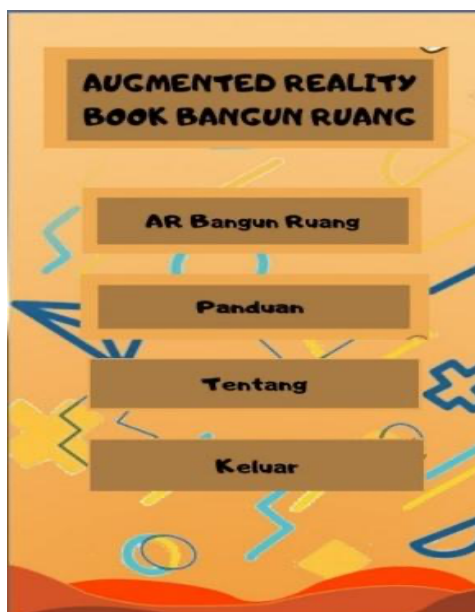 AUGMENTED REALITY
BOOK BANGUN RUANG
AR Bangun Ruang
Panduan
Tentang
Keluar